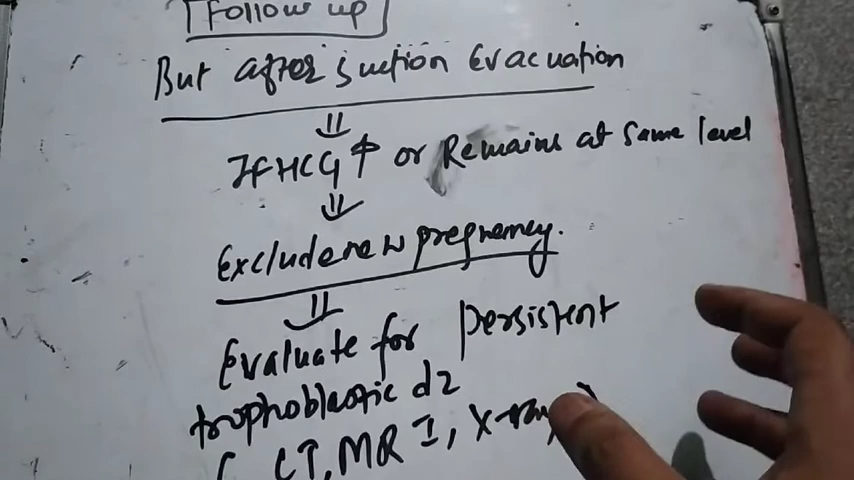 Follow up
But after suction Evacuation
⇓
If HCG ↑ or Remains at same level
⇓
Exclude new pregnancy.
⇓
Evaluate for persistent
trophoblastic dz
( CT, MRI, X-ray)